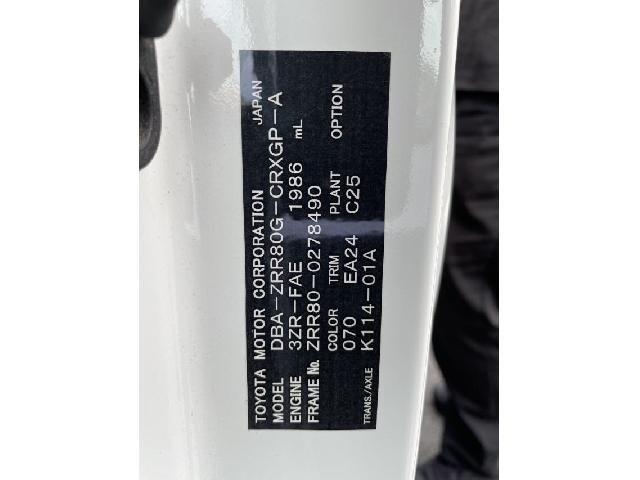 TOYOTA MOTOR CORPORATION JAPAN
MODEL DBA-ZRR80G-CRXGP-A
ENGINE 3ZR-FAE 1986 mL
FRAME No. ZRR80-0278490
COLOR TRIM PLANT OPTION
070 EA24 C25
TRANS./AXLE K114-01A